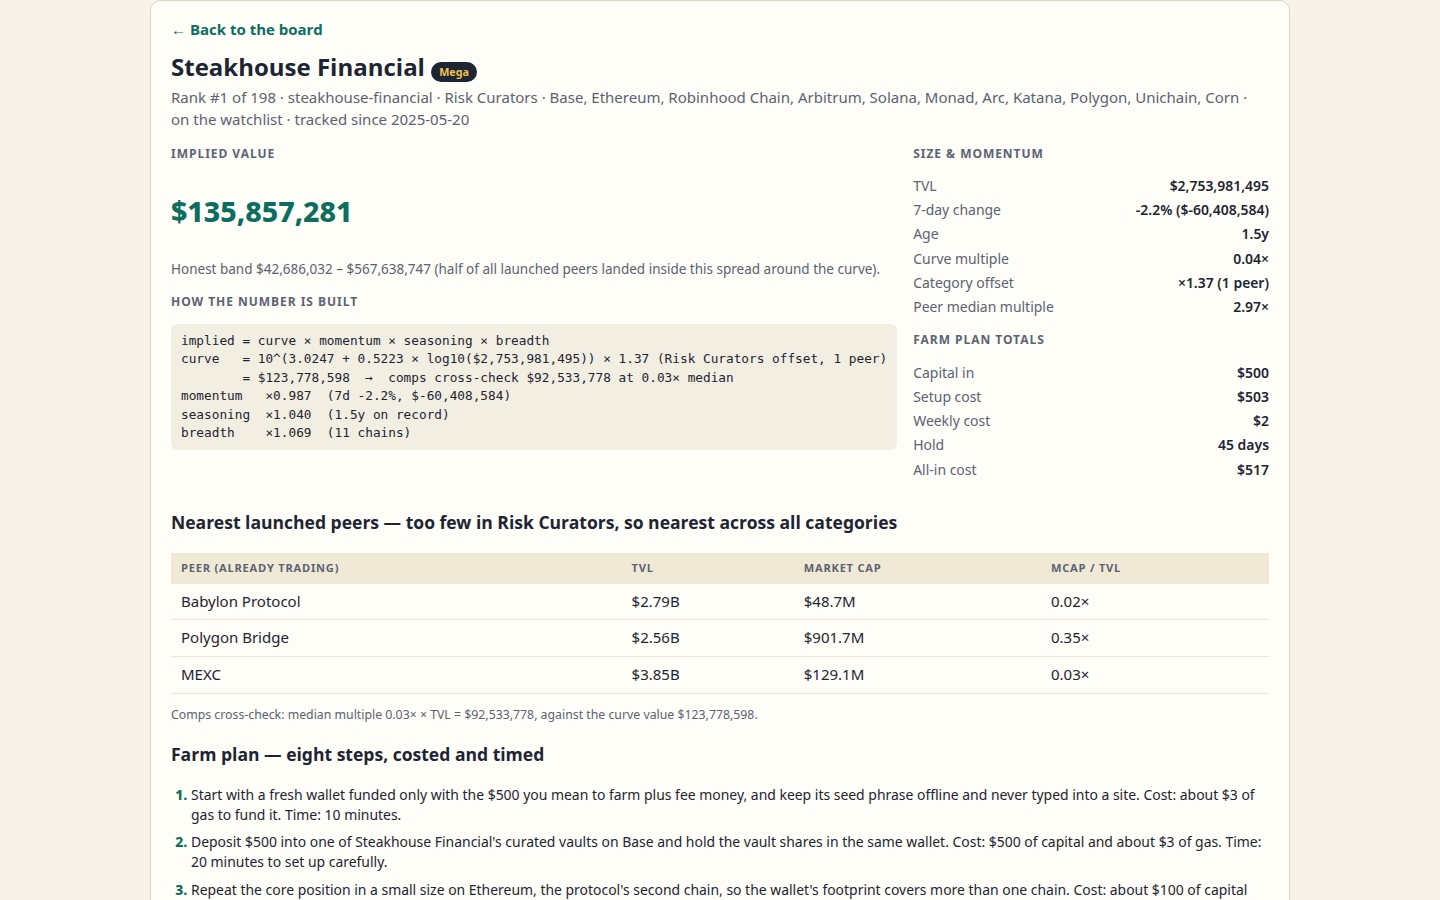 ← Back to the board
Steakhouse Financial Mega
Rank #1 of 198 · steakhouse-financial · Risk Curators · Base, Ethereum, Robinhood Chain, Arbitrum, Solana, Monad, Arc, Katana, Polygon, Unichain, Corn ·
on the watchlist · tracked since 2025-05-20
IMPLIED VALUE
$135,857,281
Honest band $42,686,032 – $567,638,747 (half of all launched peers landed inside this spread around the curve).
HOW THE NUMBER IS BUILT
implied = curve × momentum × seasoning × breadth
curve   = 10^(3.0247 + 0.5223 × log10($2,753,981,495)) × 1.37 (Risk Curators offset, 1 peer)
= $123,778,598  →  comps cross-check $92,533,778 at 0.03× median
momentum   ×0.987  (7d -2.2%, $-60,408,584)
seasoning  ×1.040  (1.5y on record)
breadth    ×1.069  (11 chains)
SIZE & MOMENTUM
TVL $2,753,981,495
7-day change -2.2% ($-60,408,584)
Age 1.5y
Curve multiple 0.04×
Category offset ×1.37 (1 peer)
Peer median multiple 2.97×
FARM PLAN TOTALS
Capital in $500
Setup cost $503
Weekly cost $2
Hold 45 days
All-in cost $517
Nearest launched peers — too few in Risk Curators, so nearest across all categories
PEER (ALREADY TRADING) TVL MARKET CAP MCAP / TVL
Babylon Protocol $2.79B $48.7M 0.02×
Polygon Bridge $2.56B $901.7M 0.35×
MEXC $3.85B $129.1M 0.03×
Comps cross-check: median multiple 0.03× × TVL = $92,533,778, against the curve value $123,778,598.
Farm plan — eight steps, costed and timed
1. Start with a fresh wallet funded only with the $500 you mean to farm plus fee money, and keep its seed phrase offline and never typed into a site. Cost: about $3 of
gas to fund it. Time: 10 minutes.
2. Deposit $500 into one of Steakhouse Financial's curated vaults on Base and hold the vault shares in the same wallet. Cost: $500 of capital and about $3 of gas. Time:
20 minutes to set up carefully.
3. Repeat the core position in a small size on Ethereum, the protocol's second chain, so the wallet's footprint covers more than one chain. Cost: about $100 of capital